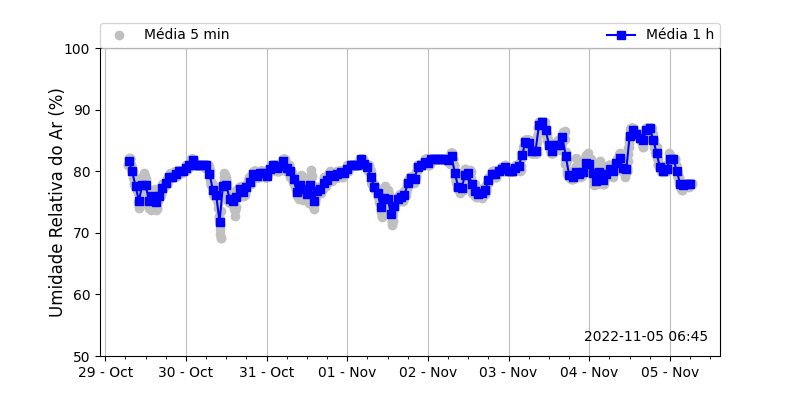 Média 5 min
Média 1 h
Umidade Relativa do Ar (%)
100
90
80
70
60
50
2022-11-05 06:45
29 - Oct
30 - Oct
31 - Oct
01 - Nov
02 - Nov
03 - Nov
04 - Nov
05 - Nov